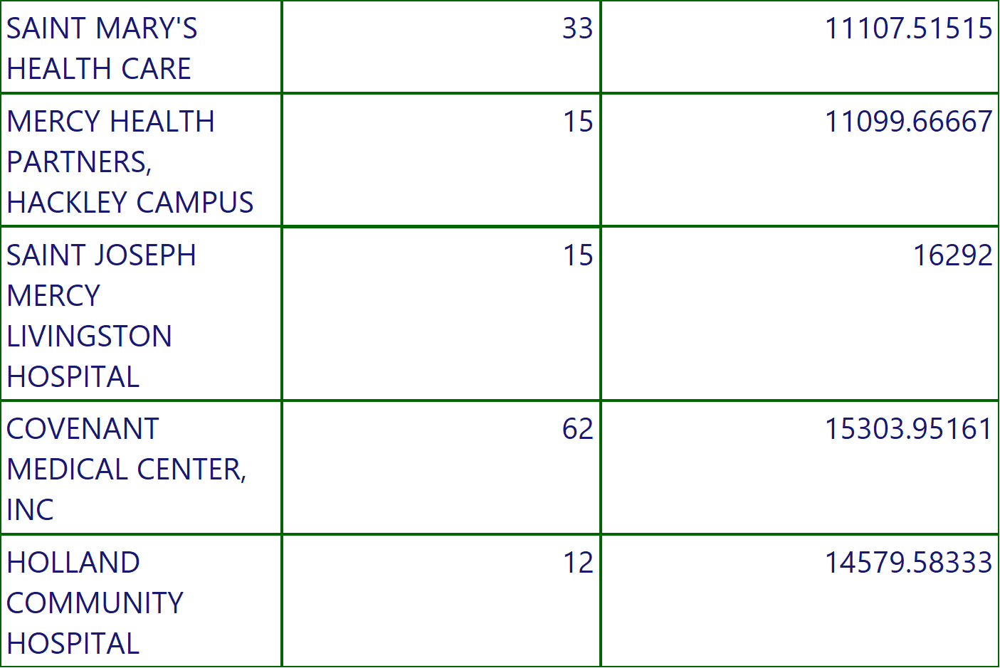 SAINT MARY'S 33 11107.51515
HEALTH CARE
MERCY HEALTH 15 11099.66667
PARTNERS,
HACKLEY CAMPUS
SAINT JOSEPH 15 16292
MERCY
LIVINGSTON
HOSPITAL
COVENANT 62 15303.95161
MEDICAL CENTER,
INC
HOLLAND 12 14579.58333
COMMUNITY
HOSPITAL